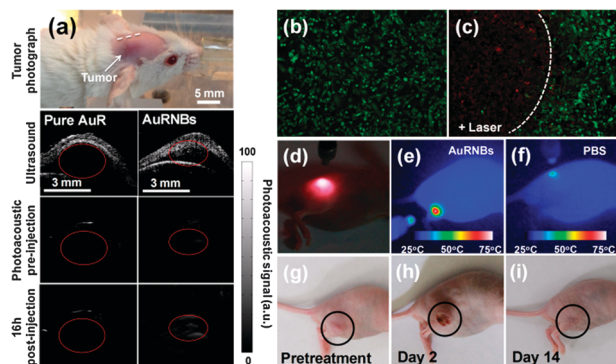 (a)
Tumor photograph
Tumor
5 mm
Pure AuR
AuRNBs
Ultrasound
3 mm
3 mm
Photoacoustic pre-Injection
16h post-Injection
100
Photoacoustic signal (a.u.)
0
(b)
(c)
+ Laser
(d)
(e)
AuRNBs
25°C 50°C 75°C
(f)
PBS
25°C 50°C 75°C
(g)
Pretreatment
(h)
Day 2
(i)
Day 14